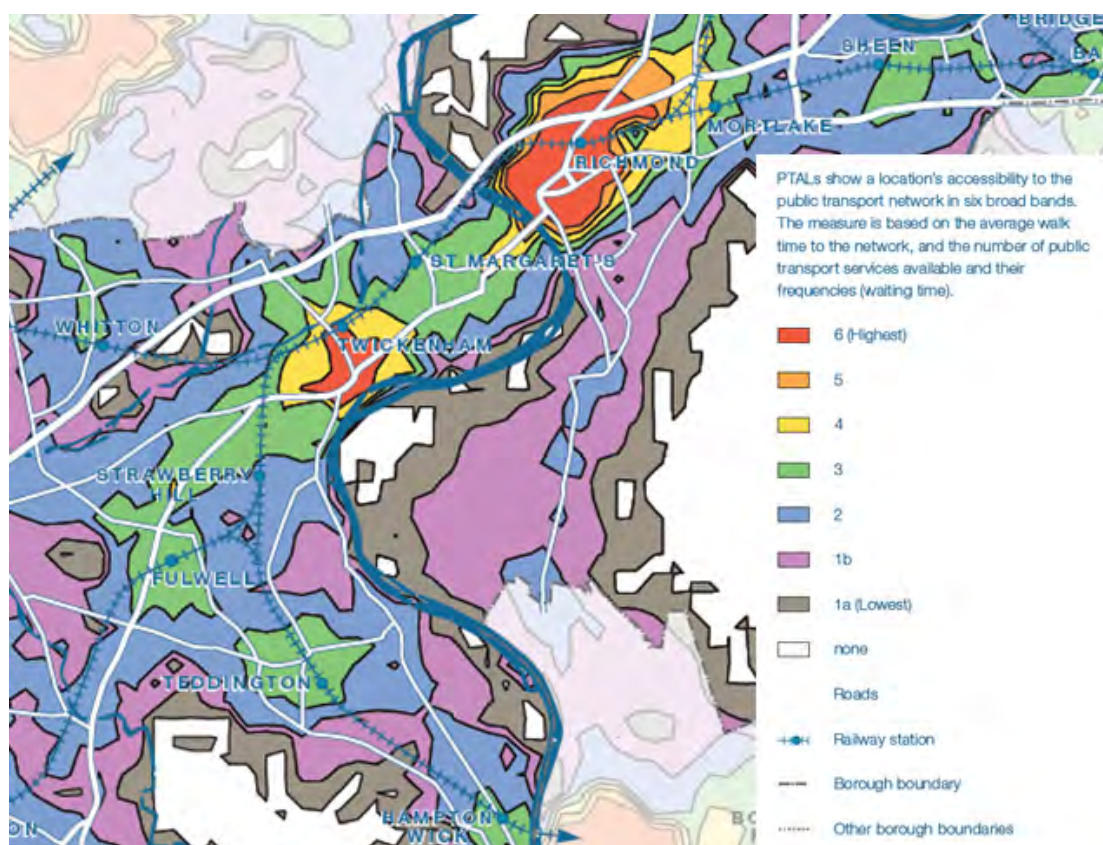 BRIDGE
SHEEN
BA
MORTLAKE
RICHMOND
PTALs show a location's accessibility to the
public transport network in six broad bands.
The measure is based on the average walk
time to the network, and the number of public
transport services available and their
frequencies (waiting time).
ST MARGARET'S
WHITTON
TWICKENHAM
6 (Highest)
5
4
3
STRAWBERRY
HILL
2
1b
FULWELL
1a (Lowest)
none
Roads
TEDDINGTON
Railway station
Borough boundary
HAMPTON
WICK
ON
Other borough boundaries